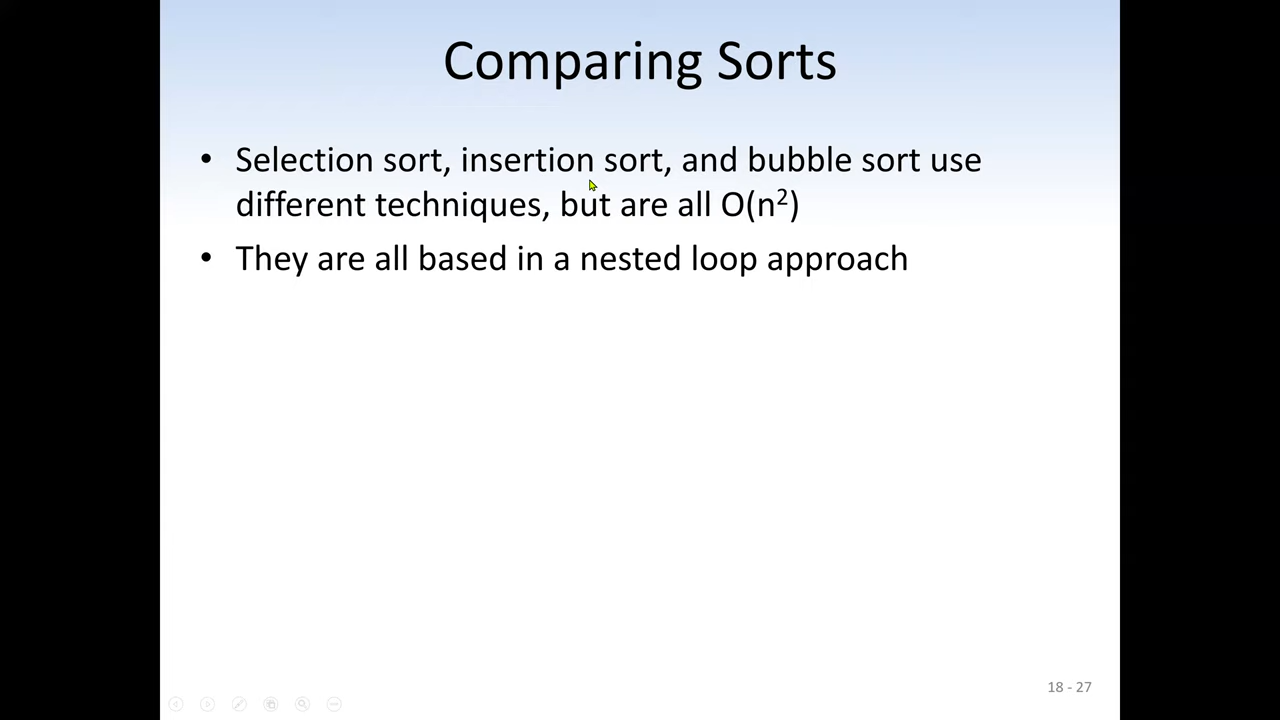 Comparing Sorts
• Selection sort, insertion sort, and bubble sort use
different techniques, but are all O(n²)
• They are all based in a nested loop approach
18 - 27